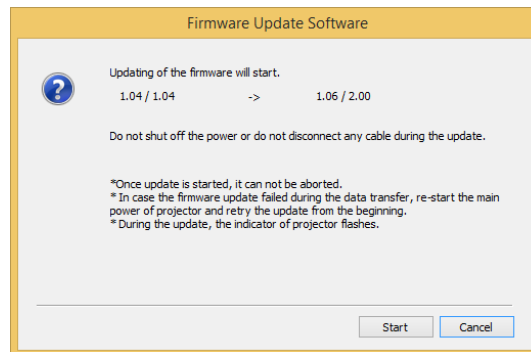 Firmware Update Software
Updating of the firmware will start.
1.04 / 1.04 -> 1.06 / 2.00
Do not shut off the power or do not disconnect any cable during the update.
*Once update is started, it can not be aborted.
* In case the firmware update failed during the data transfer, re-start the main
power of projector and retry the update from the beginning.
* During the update, the indicator of projector flashes.
Start Cancel